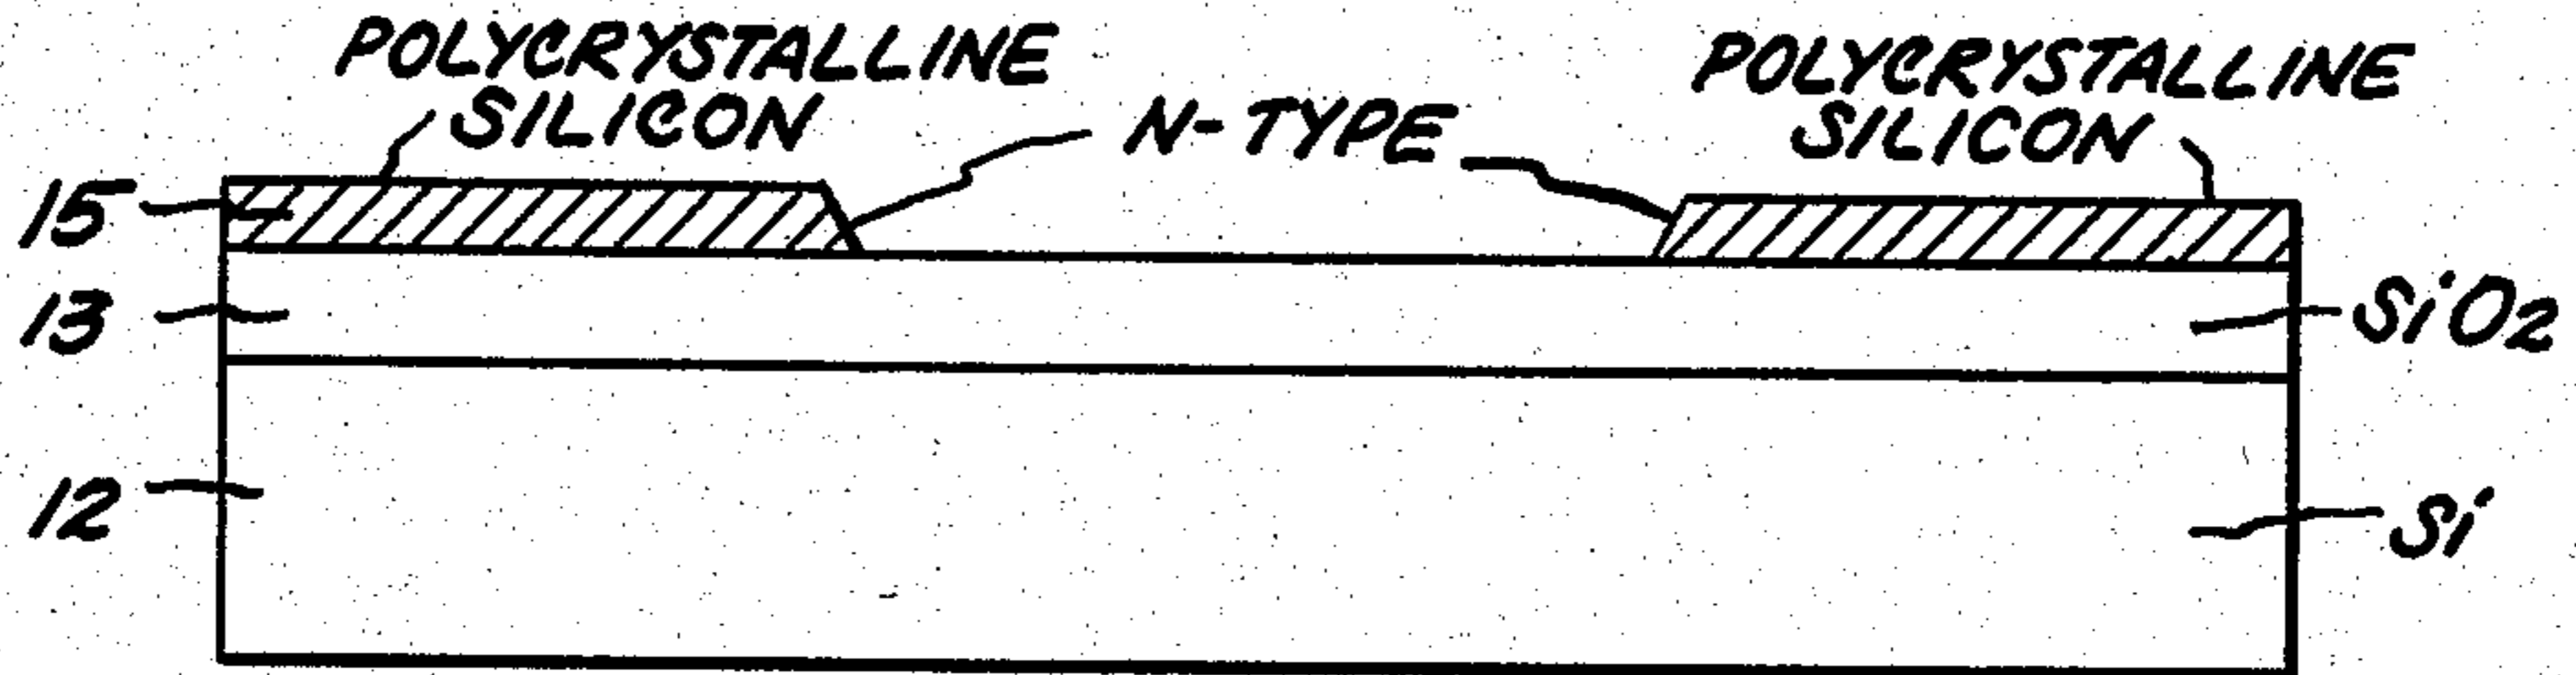 POLYCRYSTALLINE
SILICON
N-TYPE
POLYCRYSTALLINE
SILICON
15
13
SiO2
12
Si